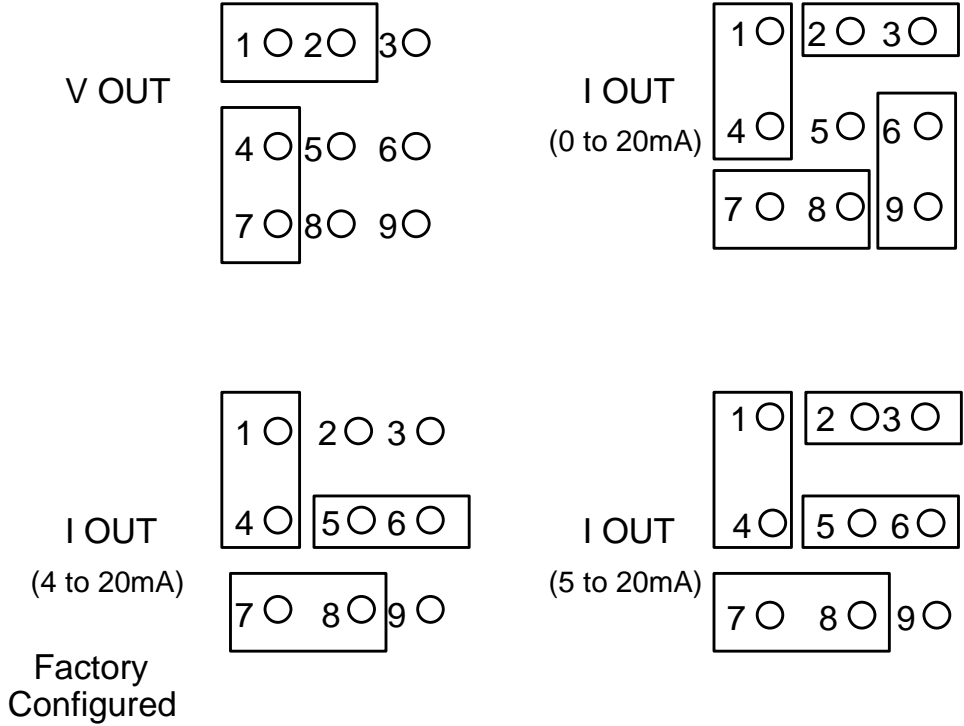 V OUT
1 2 3
4 5 6
7 8 9
I OUT
(0 to 20mA)
1 2 3
4 5 6
7 8 9
I OUT
(4 to 20mA)
Factory
Configured
1 2 3
4 5 6
7 8 9
I OUT
(5 to 20mA)
1 2 3
4 5 6
7 8 9